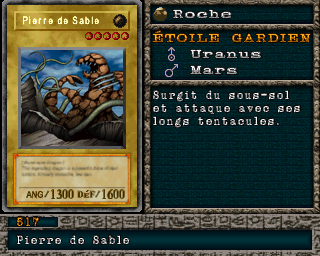 Pierre de Sable
ANG/1300 DÉF/1600
Roche
ÉTOILE GARDIEN
Uranus
Mars
Surgit du sous-sol
et attaque avec ses
longs tentacules.
517
Pierre de Sable